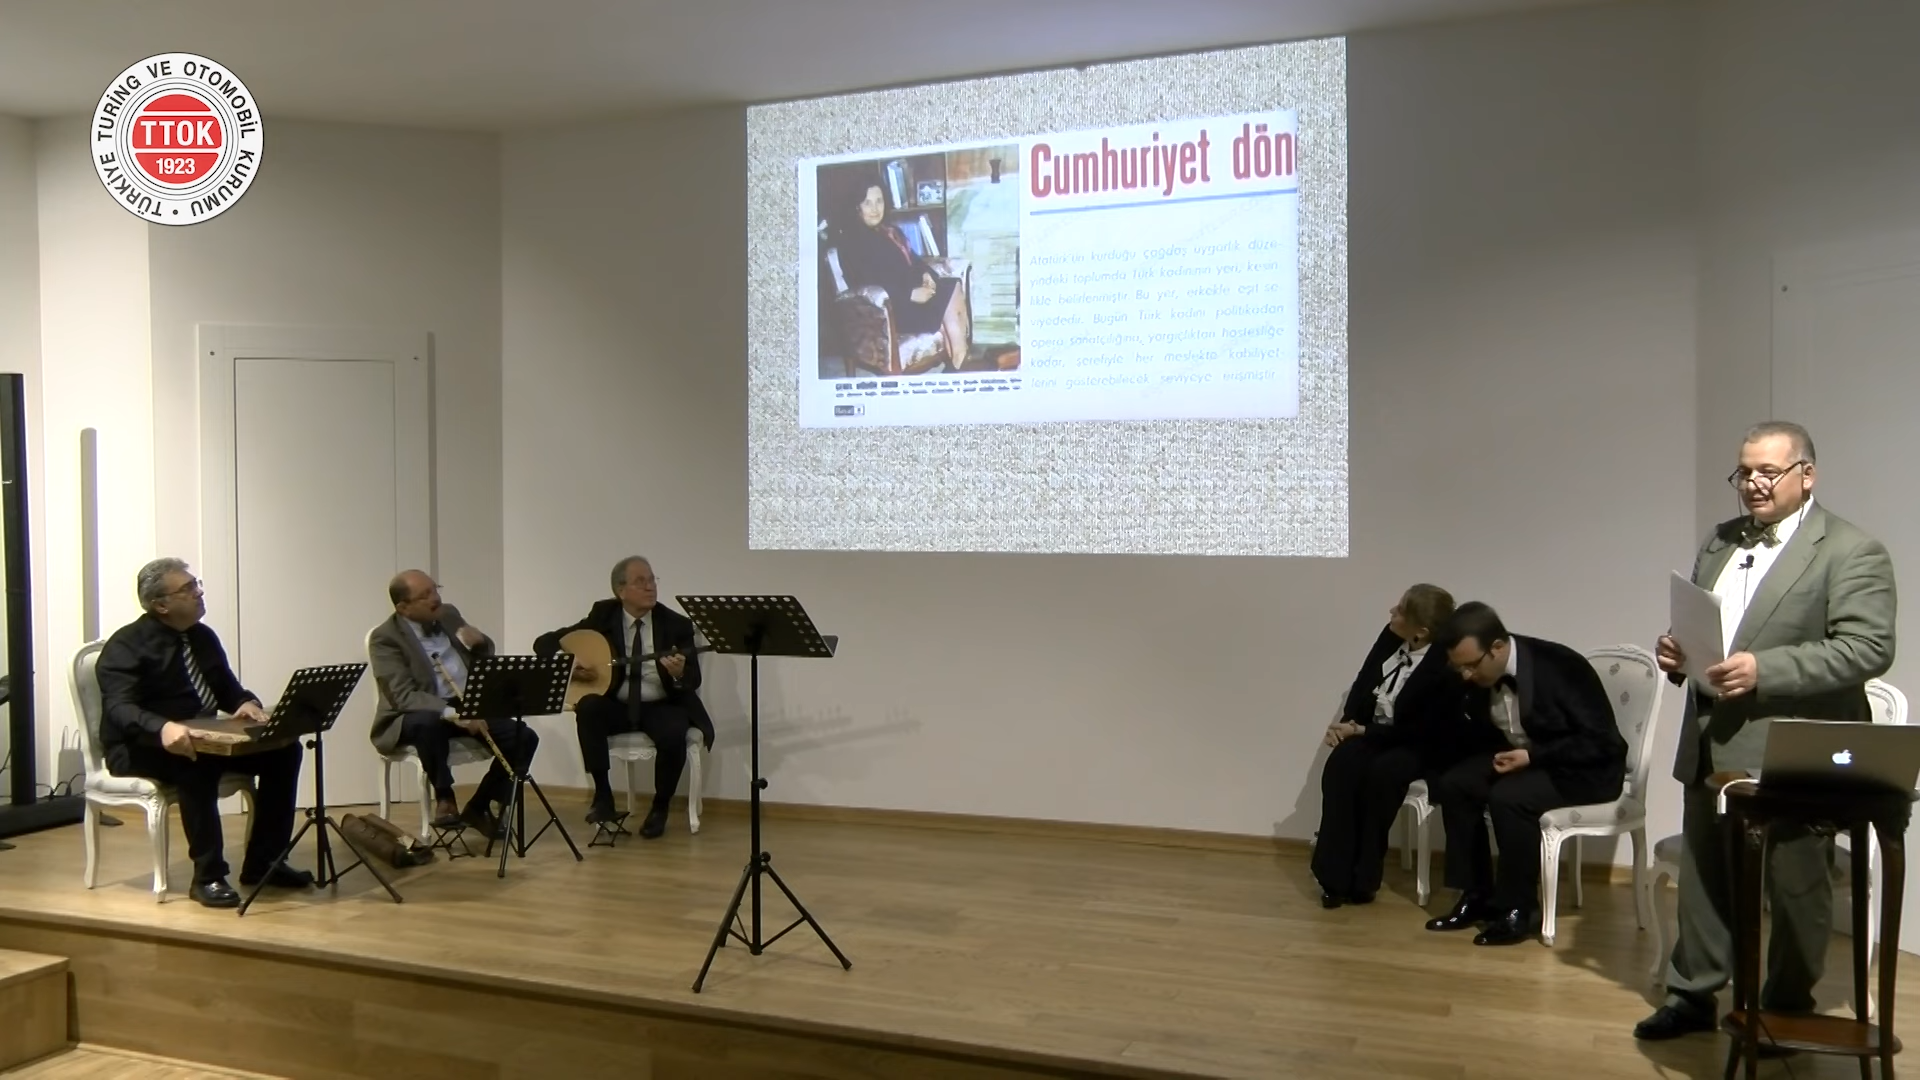 TÜRKİYE TURİNG VE OTOMOBİL KURUMU •
TTOK
1923
Cumhuriyet dön
Atatürk'ün kurduğu çağdaş uygarlık düze-
yindeki toplumda Türk kadınının yeri, kesin-
likle belirlenmiştir. Bu yer, erkekle eşit se-
viyededir. Bugün Türk kadını politikadan
opera sanatçılığına, yargıçlıktan hostesliğe
kadar, şerefiyle her meslekte kabiliyet-
lerini gösterebilecek seviyeye erişmiştir.
Hayat